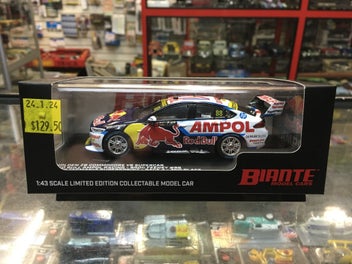 24.1.24
$129.50
88
AMPOL
Red Bull
1:43 SCALE LIMITED EDITION COLLECTABLE MODEL CAR
BIANTE
MODEL CARS